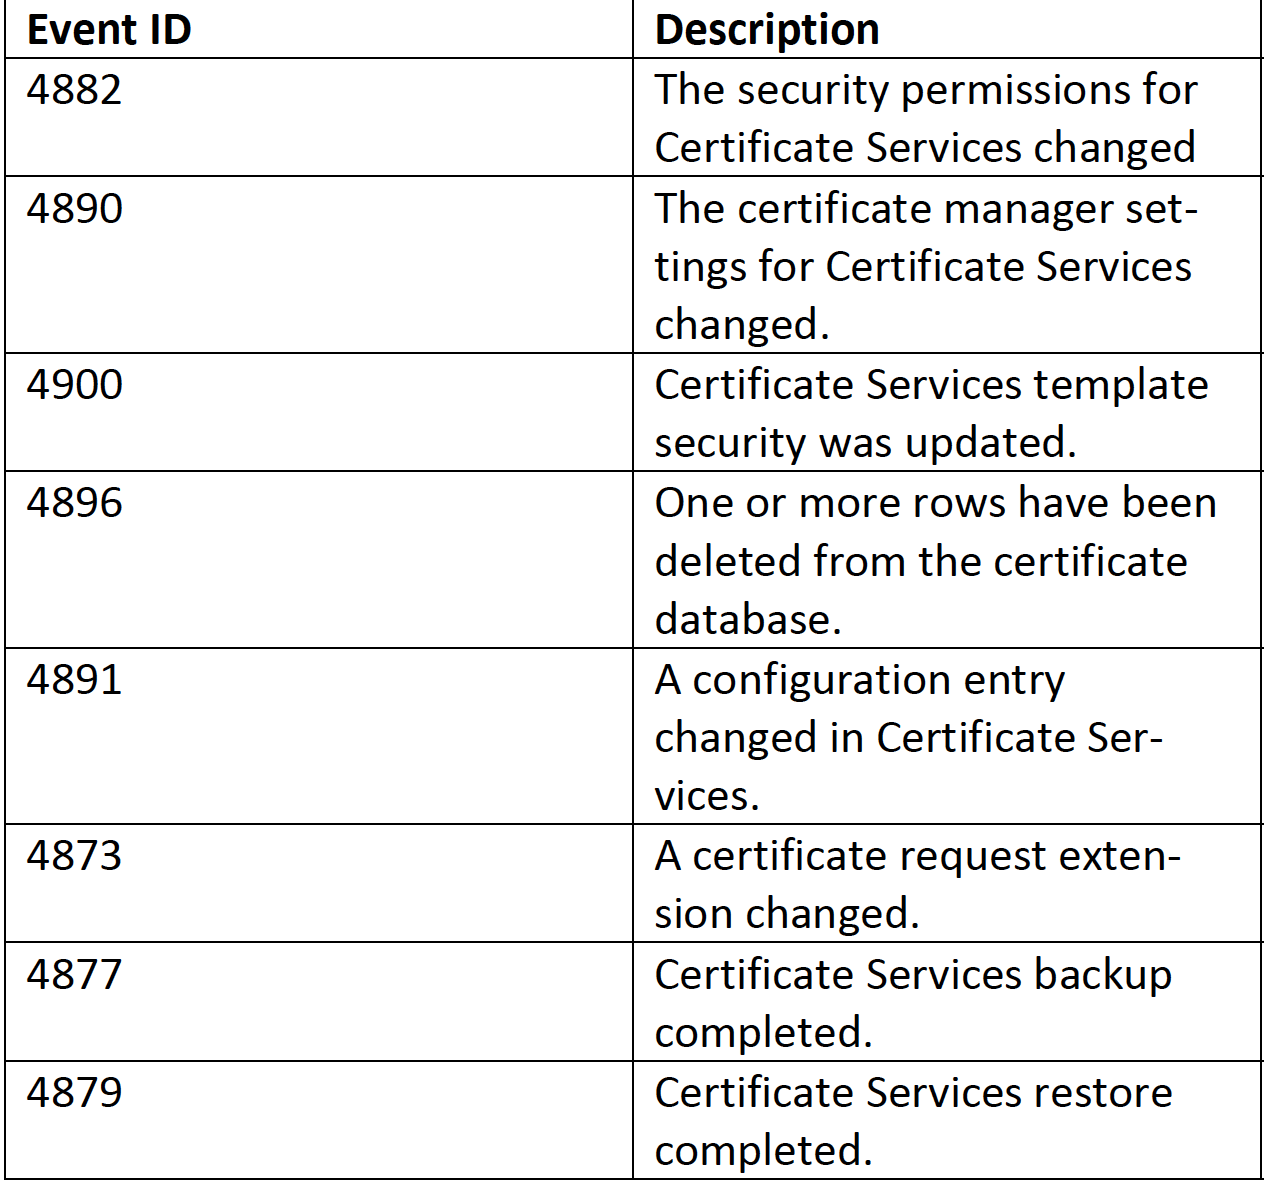 Event ID Description
4882 The security permissions for
Certificate Services changed
4890 The certificate manager set-
tings for Certificate Services
changed.
4900 Certificate Services template
security was updated.
4896 One or more rows have been
deleted from the certificate
database.
4891 A configuration entry
changed in Certificate Ser-
vices.
4873 A certificate request exten-
sion changed.
4877 Certificate Services backup
completed.
4879 Certificate Services restore
completed.